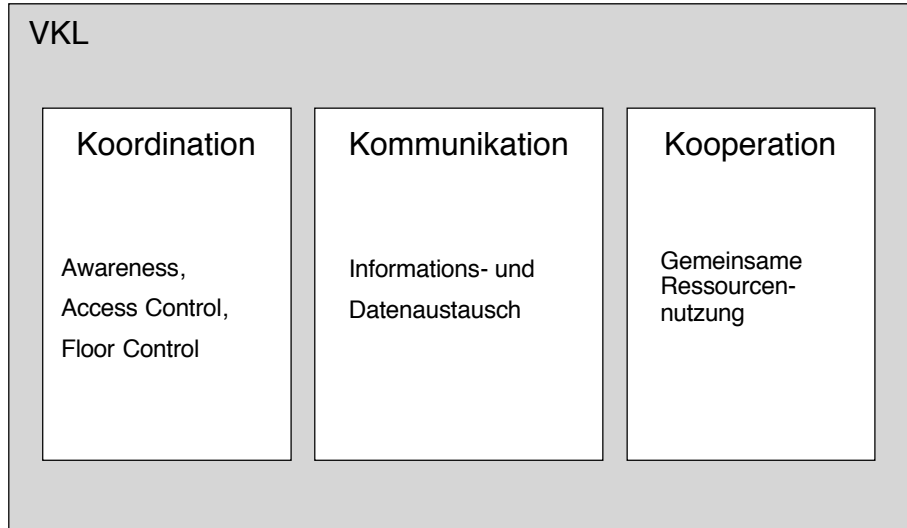 VKL
Koordination
Awareness,
Access Control,
Floor Control
Kommunikation
Informations- und
Datenaustausch
Kooperation
Gemeinsame
Ressourcen-
nutzung